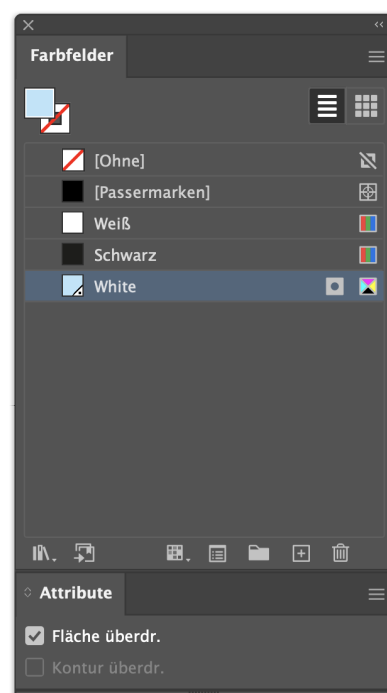 Farbfelder
[Ohne]
[Passermarken]
Weiß
Schwarz
White
Attribute
Fläche überdr.
Kontur überdr.